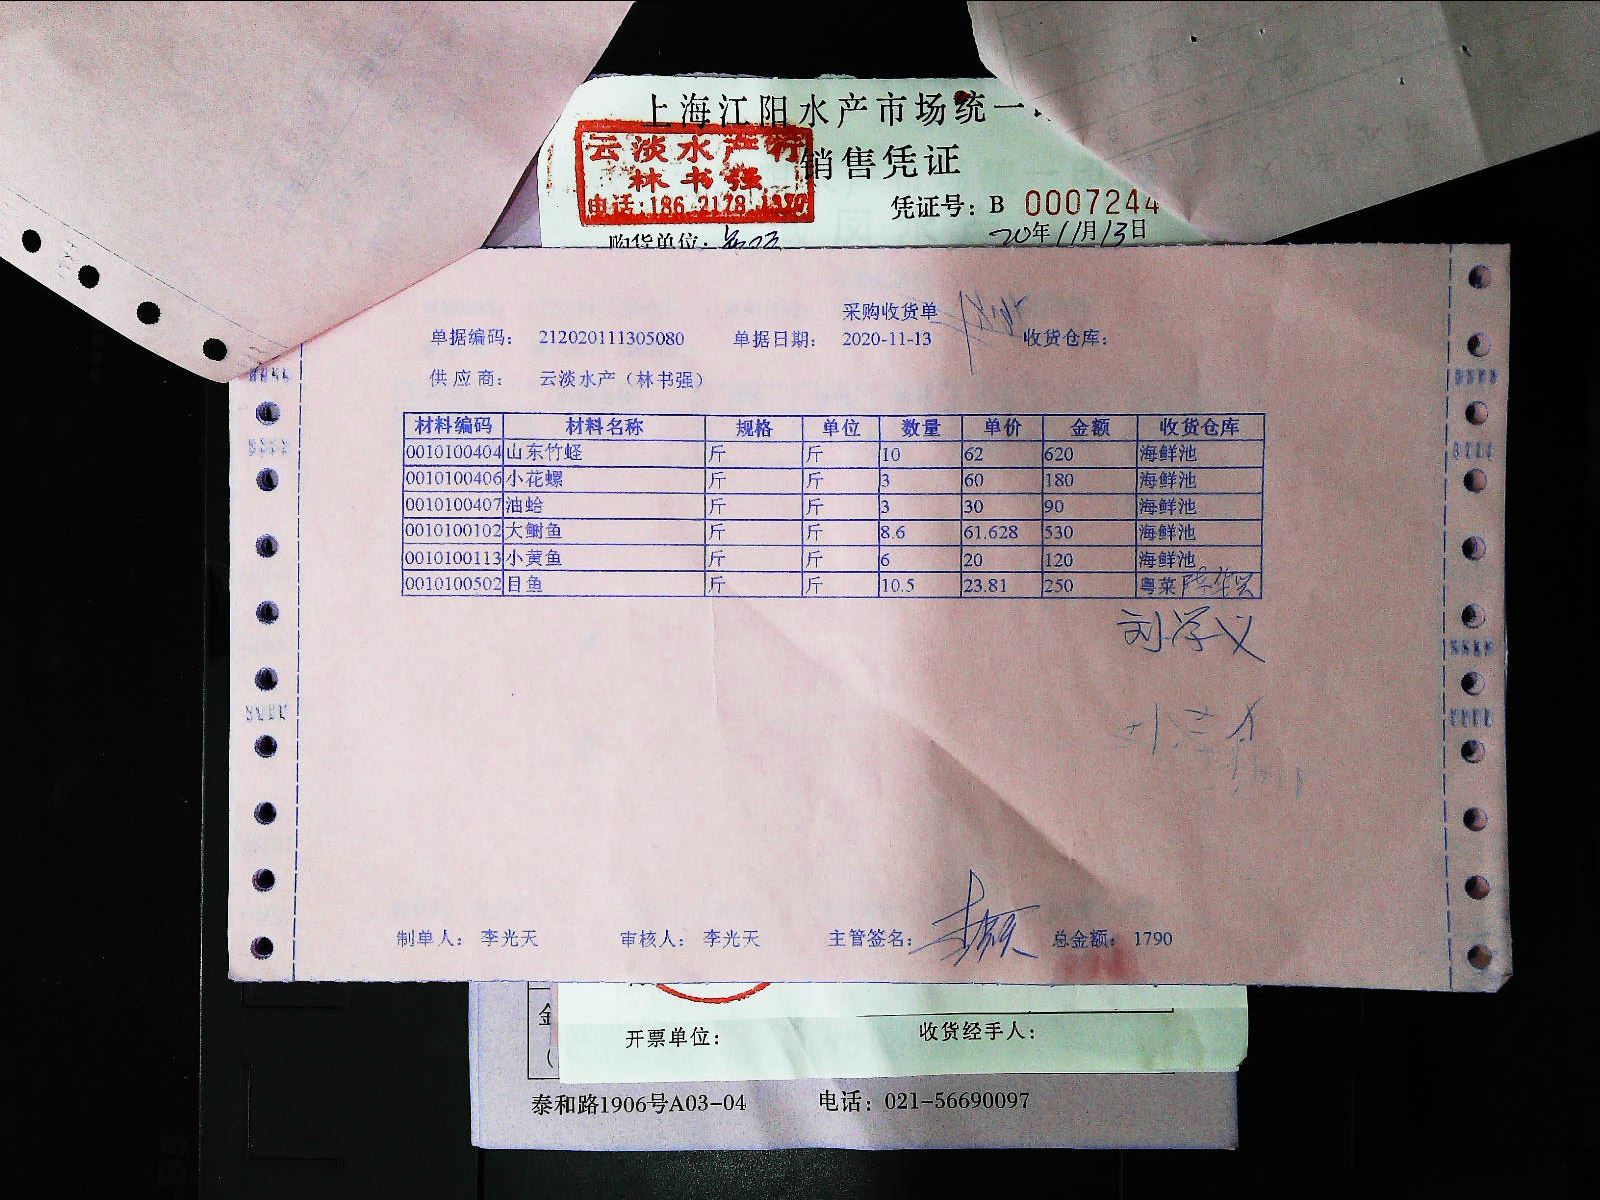 上海江阳水产市场统一
销售凭证
云淡水产行
林书强
电话:186 2178 1370
凭证号: B 0007244
购货单位:
20年11月13日
采购收货单
单据编码: 212020111305080 单据日期: 2020-11-13 收货仓库:
供应商: 云淡水产（林书强）
材料编码 材料名称 规格 单位 数量 单价 金额 收货仓库
0010100404 山东竹蛏 斤 斤 10 62 620 海鲜池
0010100406 小花螺 斤 斤 3 60 180 海鲜池
0010100407 油蛤 斤 斤 3 30 90 海鲜池
0010100102 大鲥鱼 斤 斤 8.6 61.628 530 海鲜池
0010100113 小黄鱼 斤 斤 6 20 120 海鲜池
0010100502 目鱼 斤 斤 10.5 23.81 250 粤菜
刘学义
制单人: 李光天 审核人: 李光天 主管签名: 总金额: 1790
金
开票单位: 收货经手人:
泰和路1906号A03-04 电话: 021-56690097